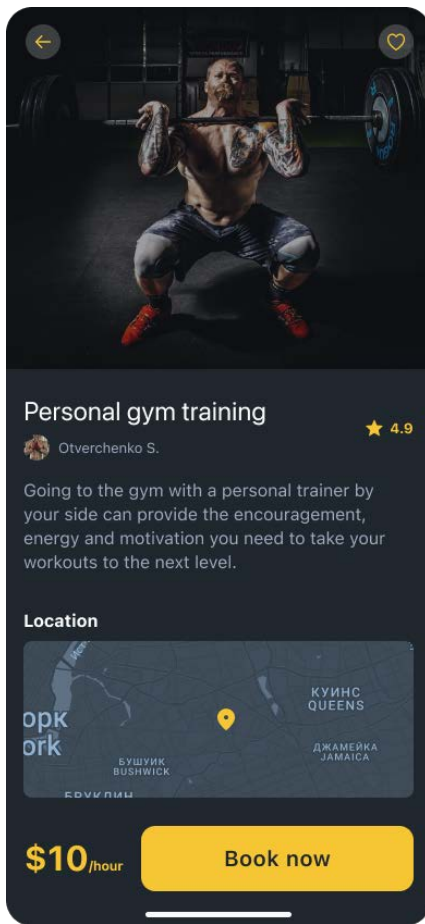 Personal gym training
★ 4.9
Otverchenko S.
Going to the gym with a personal trainer by
your side can provide the encouragement,
energy and motivation you need to take your
workouts to the next level.
Location
КУИНС
QUEENS
орк
ork
ДЖАМЕЙКА
JAMAICA
БУШУИК
BUSHWICK
БРУКЛИН
$10/hour
Book now